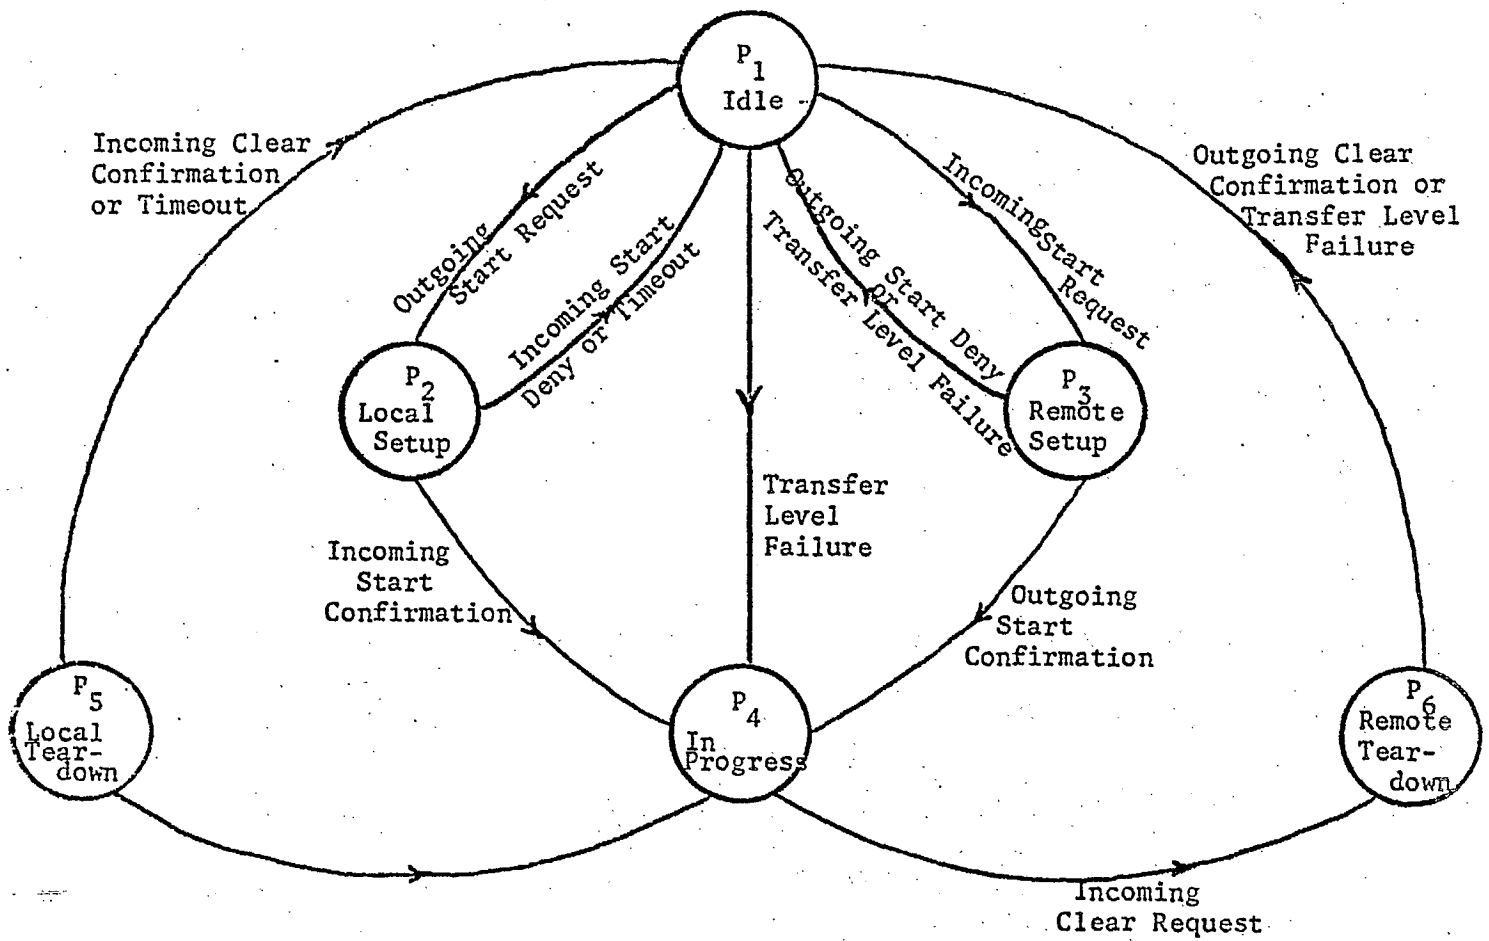 P1
Idle
Incoming Clear
Confirmation
or Timeout
Outgoing Clear
Confirmation or
Transfer Level
Failure
Outgoing
Start Request
Incoming Start
Deny or Timeout
Outgoing Start Deny
or
Transfer Level Failure
Incoming
Start
Request
P2
Local
Setup
P3
Remote
Setup
Transfer
Level
Failure
Incoming
Start
Confirmation
Outgoing
Start
Confirmation
P5
Local
Tear-
down
P4
In
Progress
P6
Remote
Tear-
down
Incoming
Clear Request